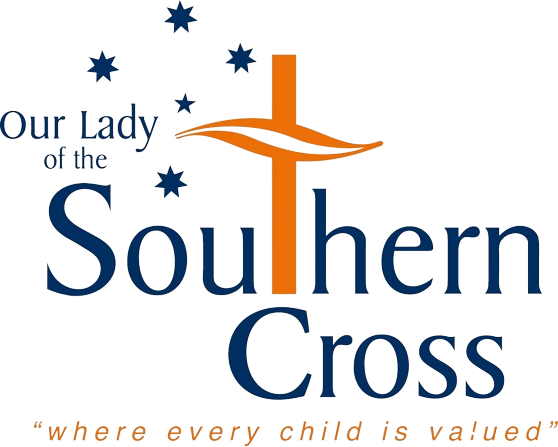 Our Lady
of the
Southern
Cross
“where every child is valued”